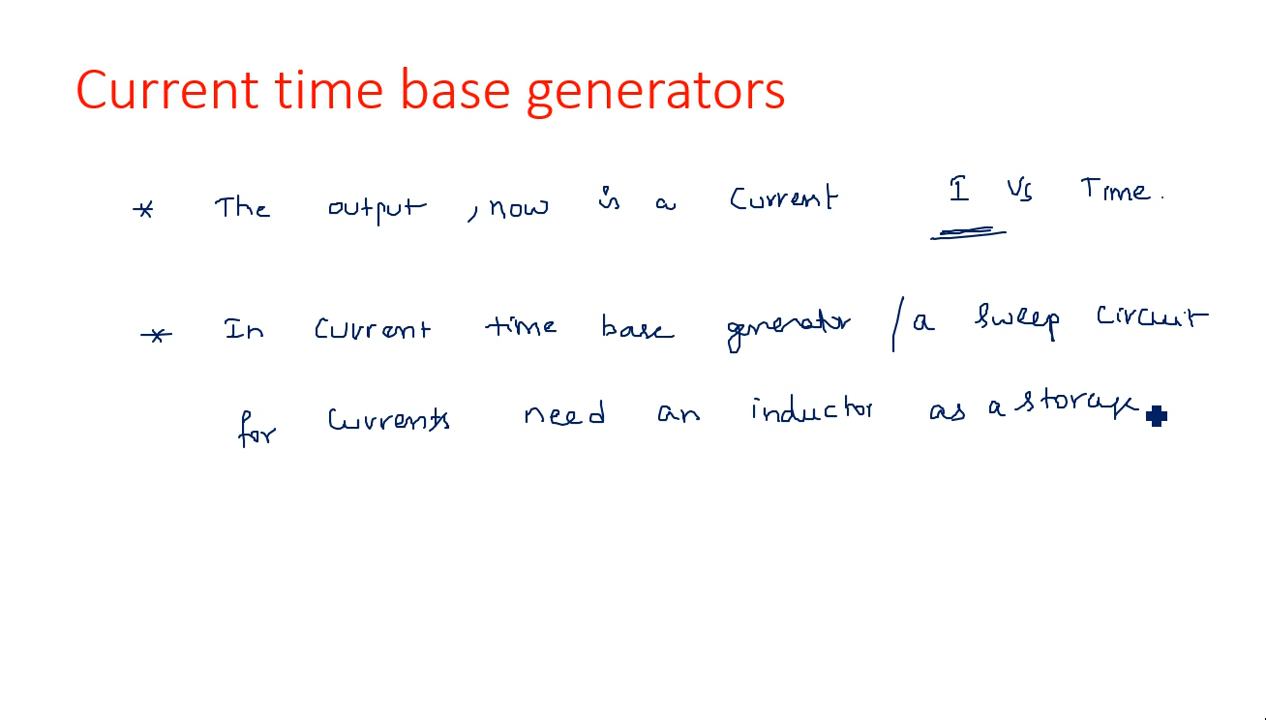 Current time base generators
* The output, now is a Current I Vs Time.
* In Current time base generator / a sweep circuit
for Currents need an inductor as a storage